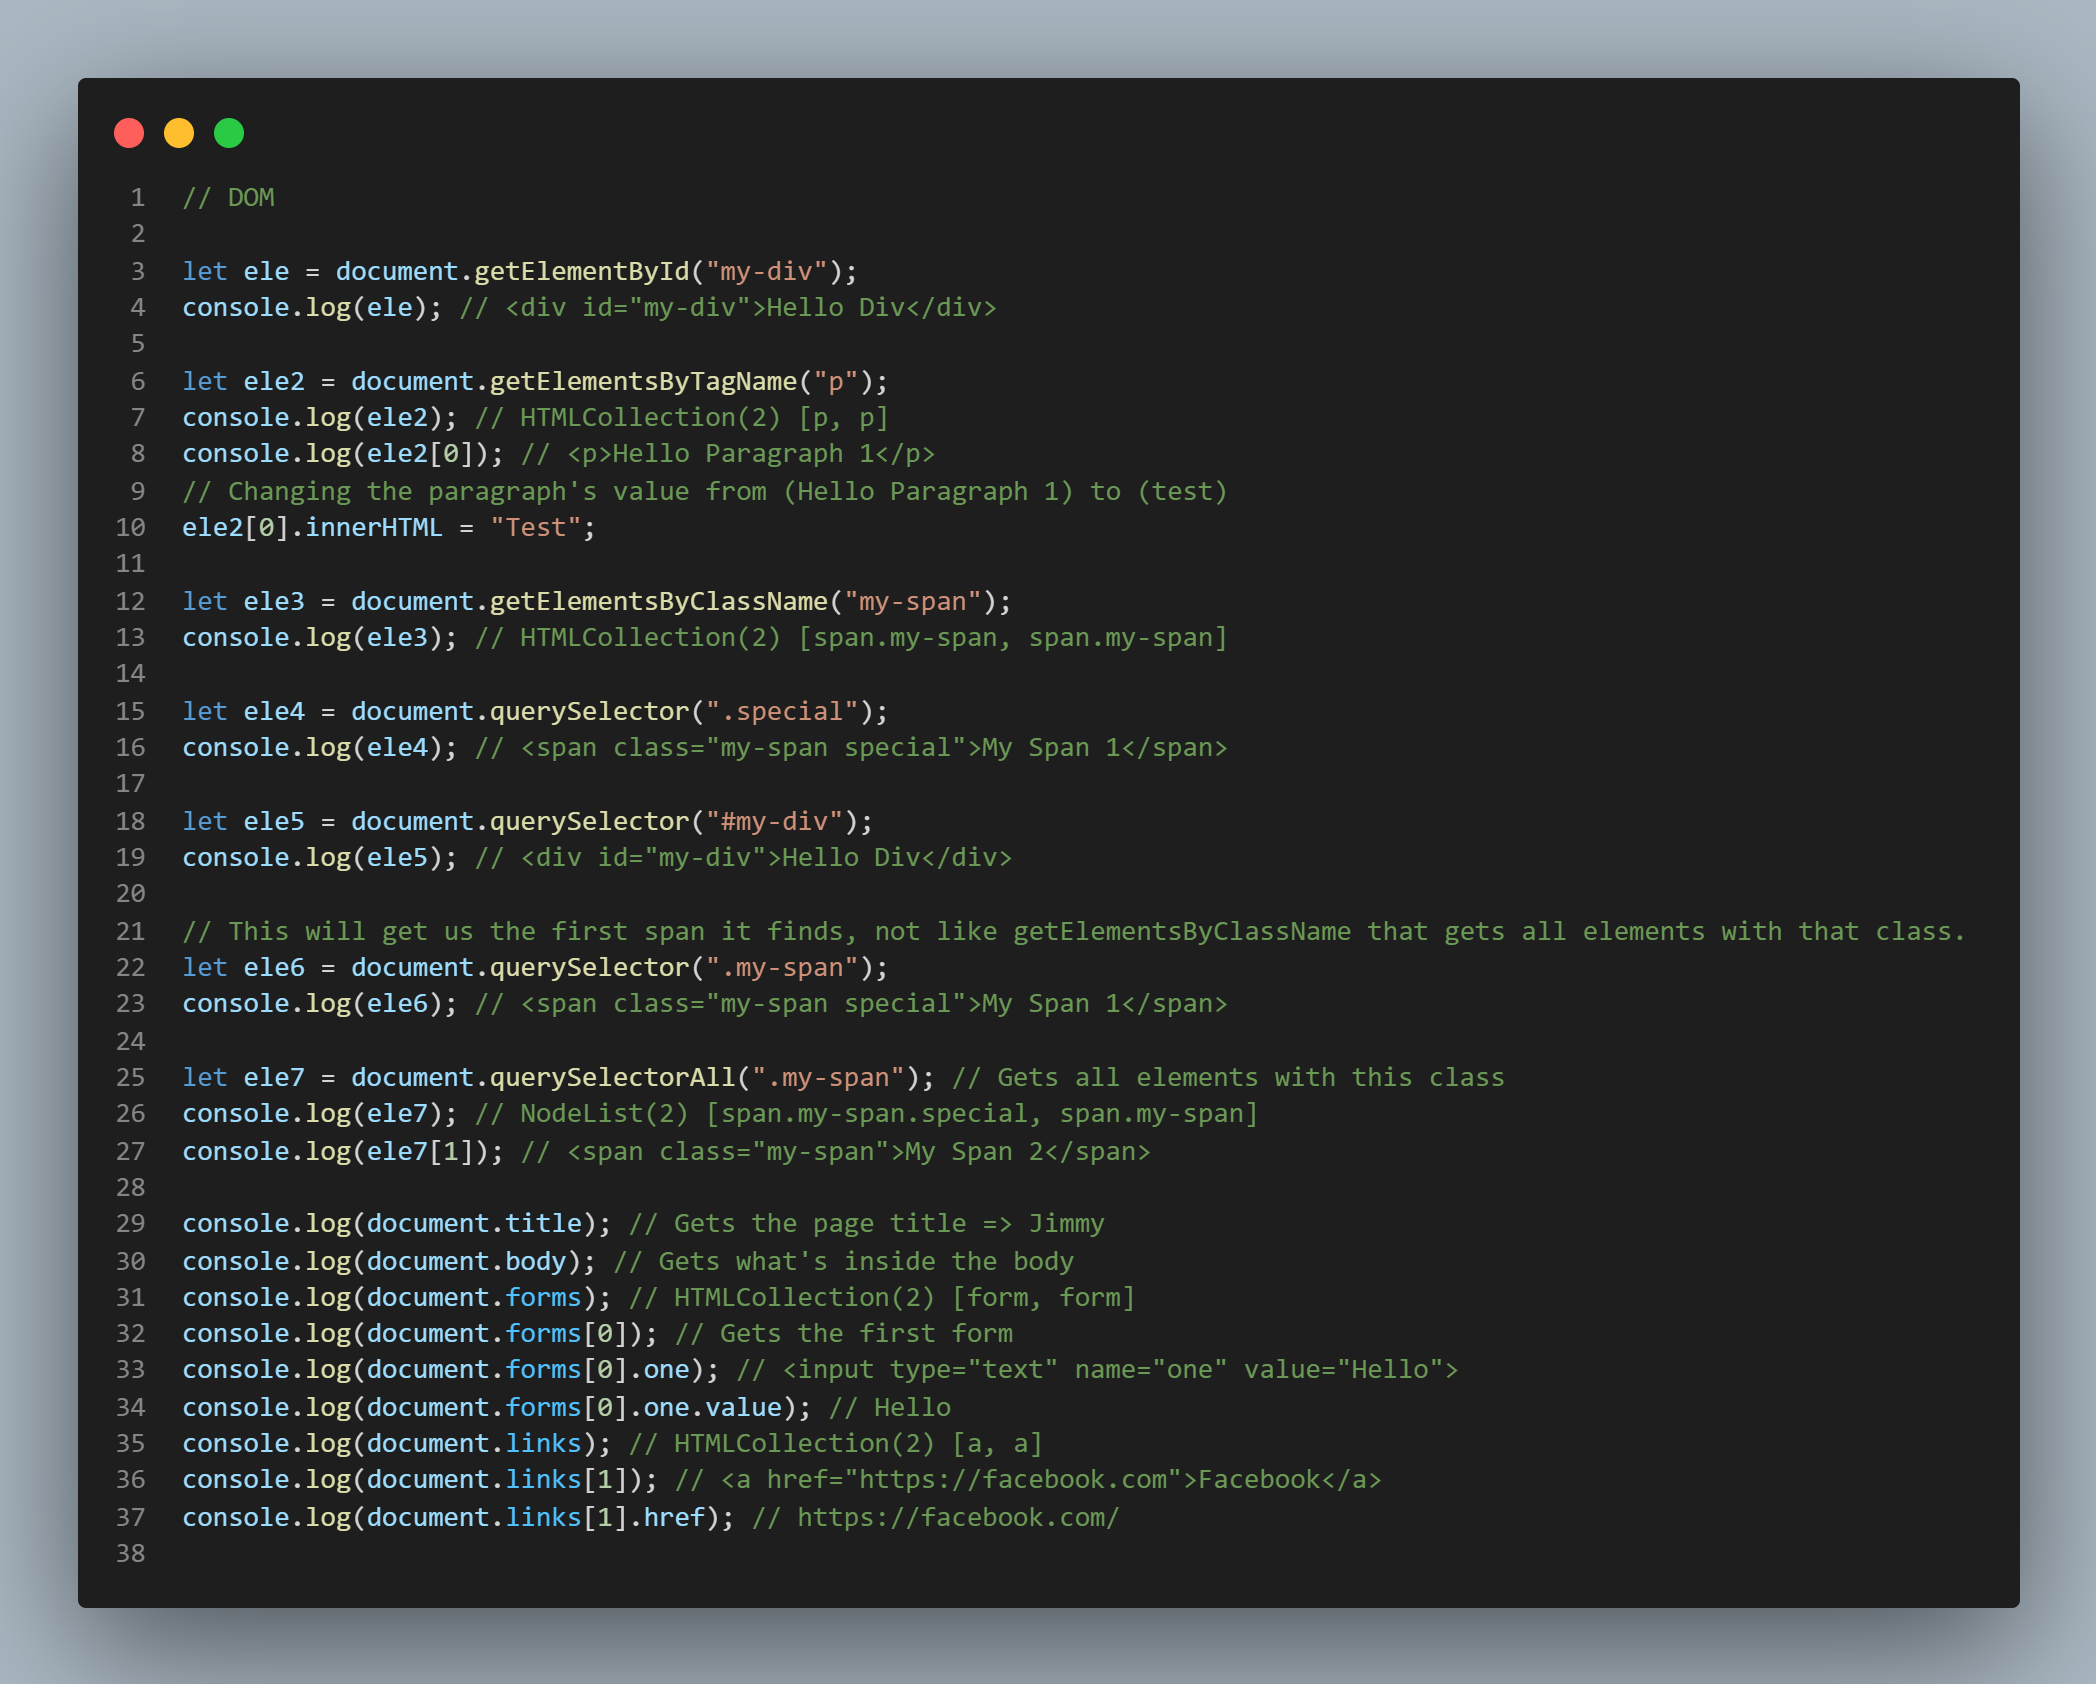 1 // DOM
2
3 let ele = document.getElementById("my-div");
4 console.log(ele); // <div id="my-div">Hello Div</div>
5
6 let ele2 = document.getElementsByTagName("p");
7 console.log(ele2); // HTMLCollection(2) [p, p]
8 console.log(ele2[0]); // <p>Hello Paragraph 1</p>
9 // Changing the paragraph's value from (Hello Paragraph 1) to (test)
10 ele2[0].innerHTML = "Test";
11
12 let ele3 = document.getElementsByClassName("my-span");
13 console.log(ele3); // HTMLCollection(2) [span.my-span, span.my-span]
14
15 let ele4 = document.querySelector(".special");
16 console.log(ele4); // <span class="my-span special">My Span 1</span>
17
18 let ele5 = document.querySelector("#my-div");
19 console.log(ele5); // <div id="my-div">Hello Div</div>
20
21 // This will get us the first span it finds, not like getElementsByClassName that gets all elements with that class.
22 let ele6 = document.querySelector(".my-span");
23 console.log(ele6); // <span class="my-span special">My Span 1</span>
24
25 let ele7 = document.querySelectorAll(".my-span"); // Gets all elements with this class
26 console.log(ele7); // NodeList(2) [span.my-span.special, span.my-span]
27 console.log(ele7[1]); // <span class="my-span">My Span 2</span>
28
29 console.log(document.title); // Gets the page title => Jimmy
30 console.log(document.body); // Gets what's inside the body
31 console.log(document.forms); // HTMLCollection(2) [form, form]
32 console.log(document.forms[0]); // Gets the first form
33 console.log(document.forms[0].one); // <input type="text" name="one" value="Hello">
34 console.log(document.forms[0].one.value); // Hello
35 console.log(document.links); // HTMLCollection(2) [a, a]
36 console.log(document.links[1]); // <a href="https://facebook.com">Facebook</a>
37 console.log(document.links[1].href); // https://facebook.com/
38